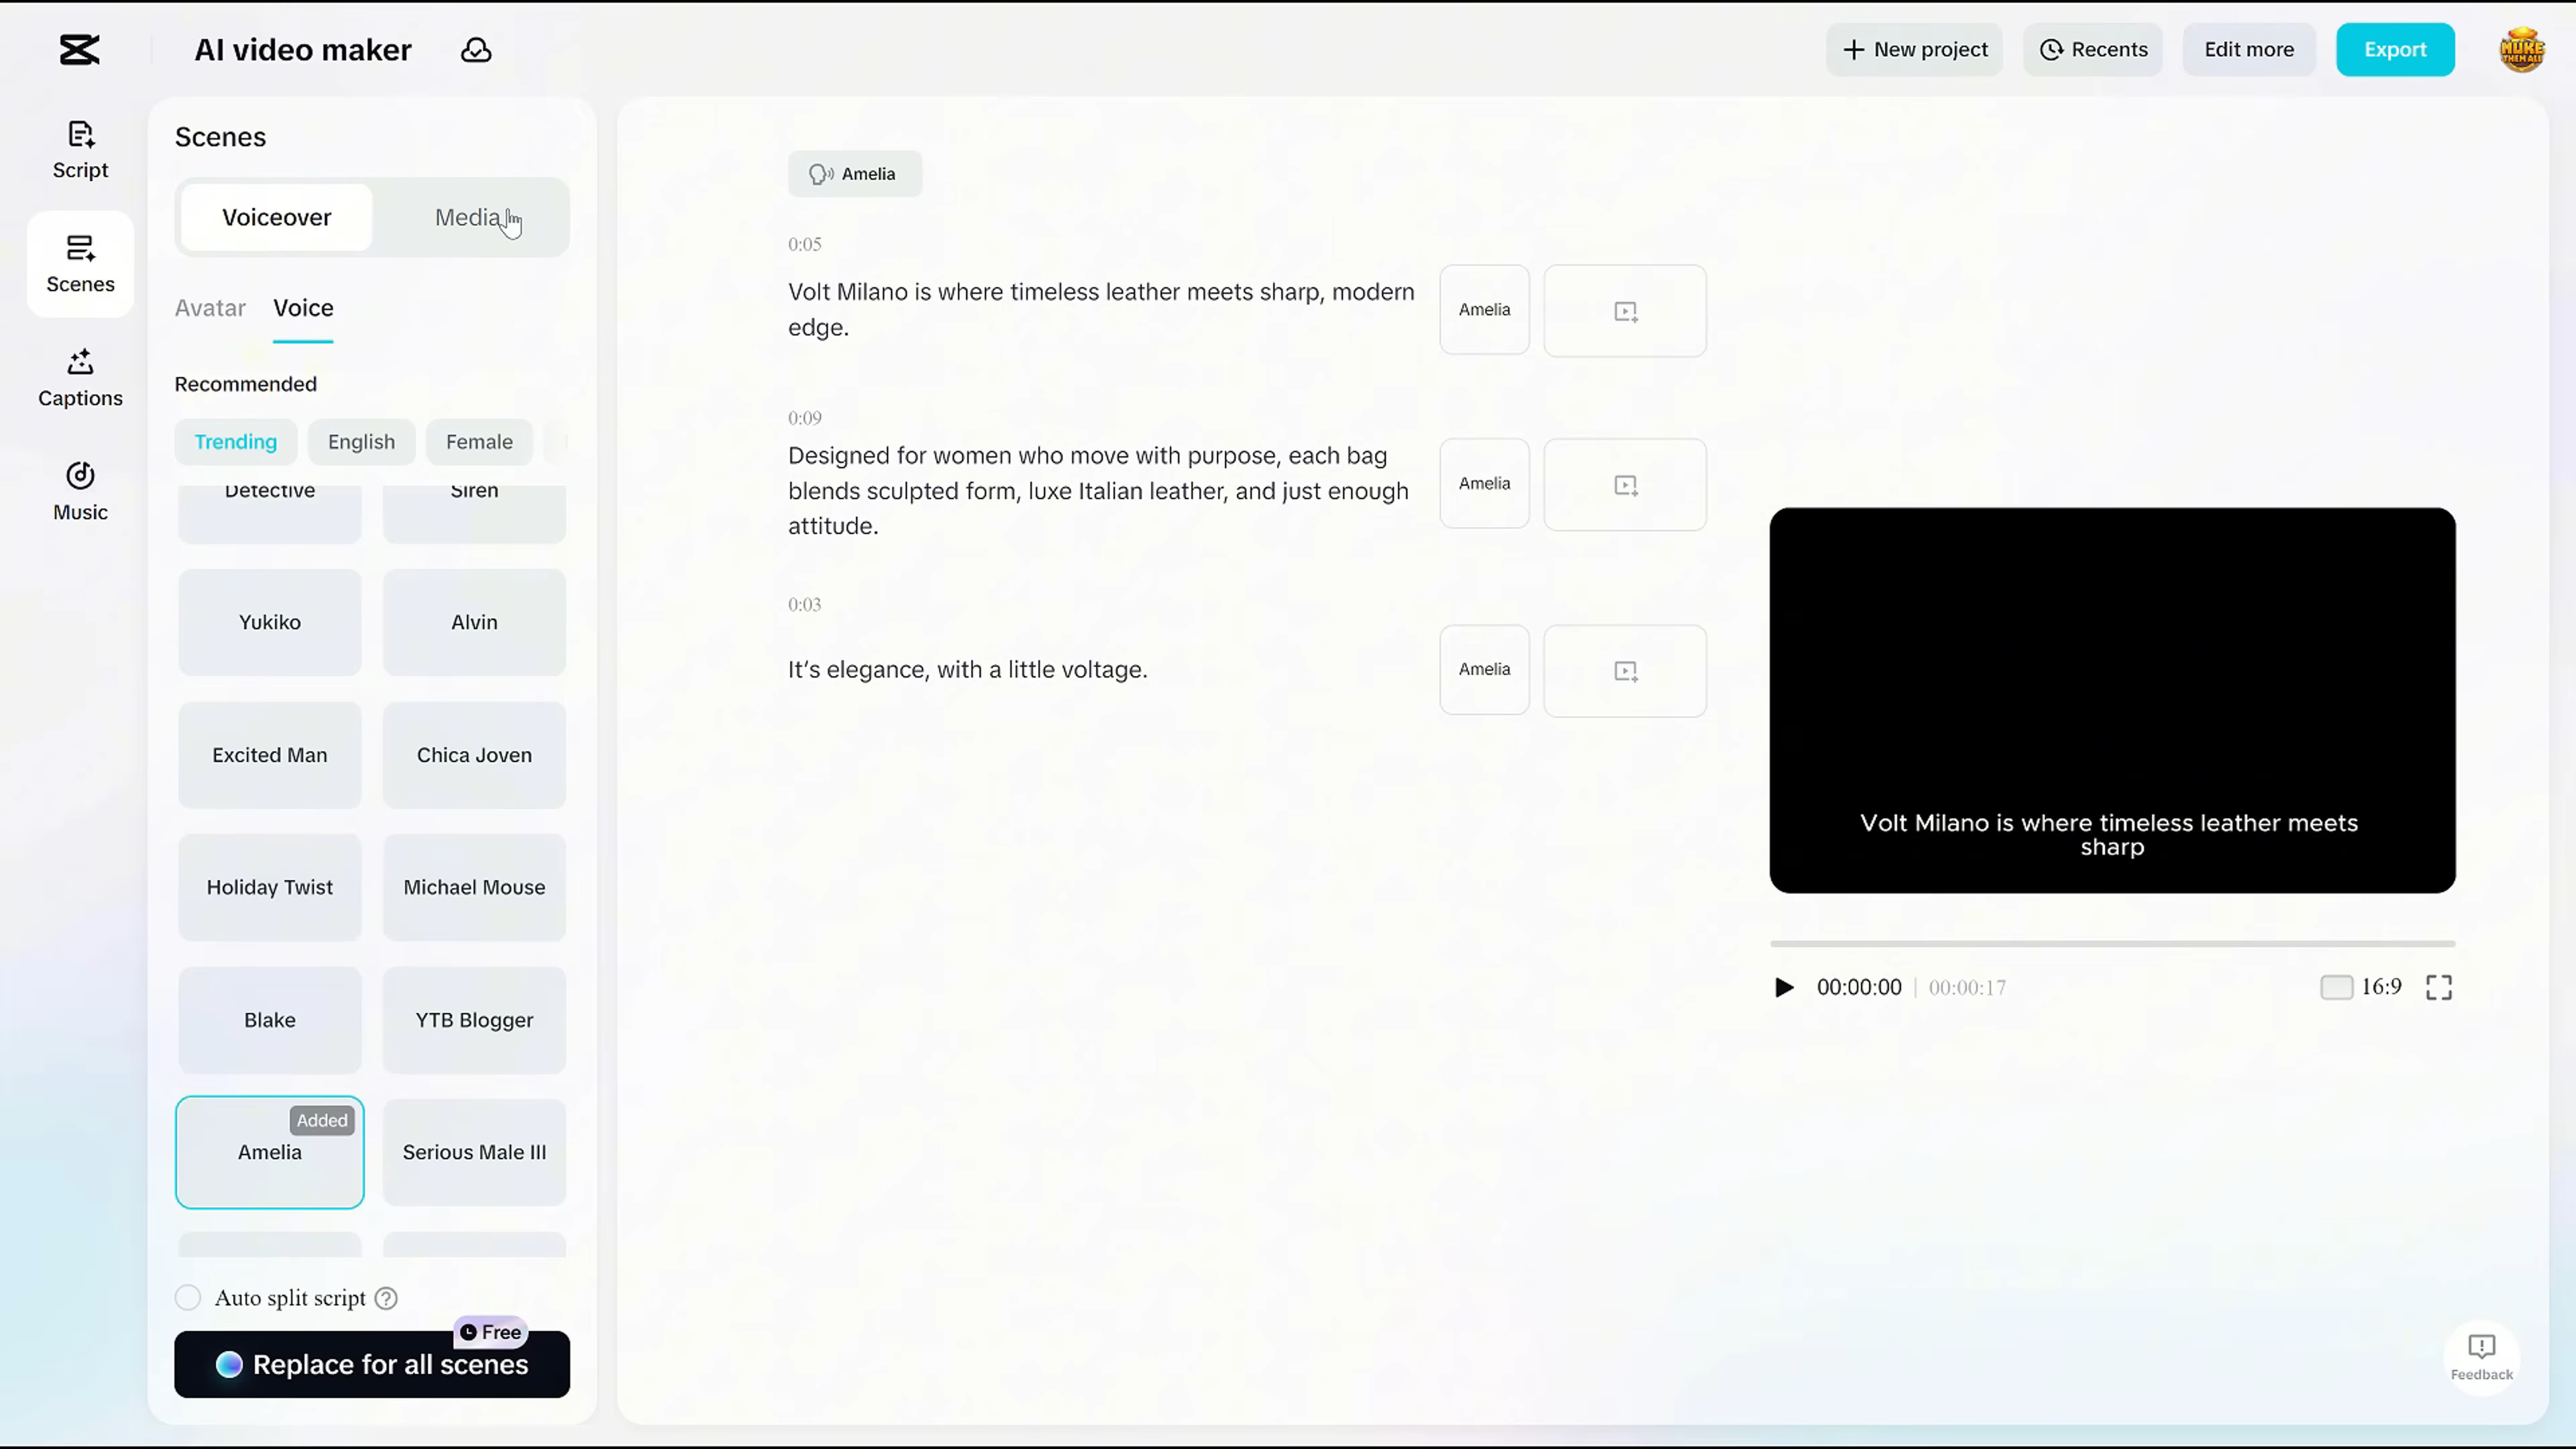 AI video maker
New project
Recents
Edit more
Export
NUKE
THEM ALL
Script
Scenes
Captions
Music
Scenes
Voiceover
Media
Avatar
Voice
Recommended
Trending
English
Female
Detective
Siren
Yukiko
Alvin
Excited Man
Chica Joven
Holiday Twist
Michael Mouse
Blake
YTB Blogger
Added
Amelia
Serious Male III
Auto split script
Free
Replace for all scenes
Amelia
0:05
Volt Milano is where timeless leather meets sharp, modern
edge.
Amelia
0:09
Designed for women who move with purpose, each bag
blends sculpted form, luxe Italian leather, and just enough
attitude.
Amelia
0:03
It’s elegance, with a little voltage.
Amelia
Volt Milano is where timeless leather meets
sharp
00:00:00 | 00:00:17
16:9
Feedback